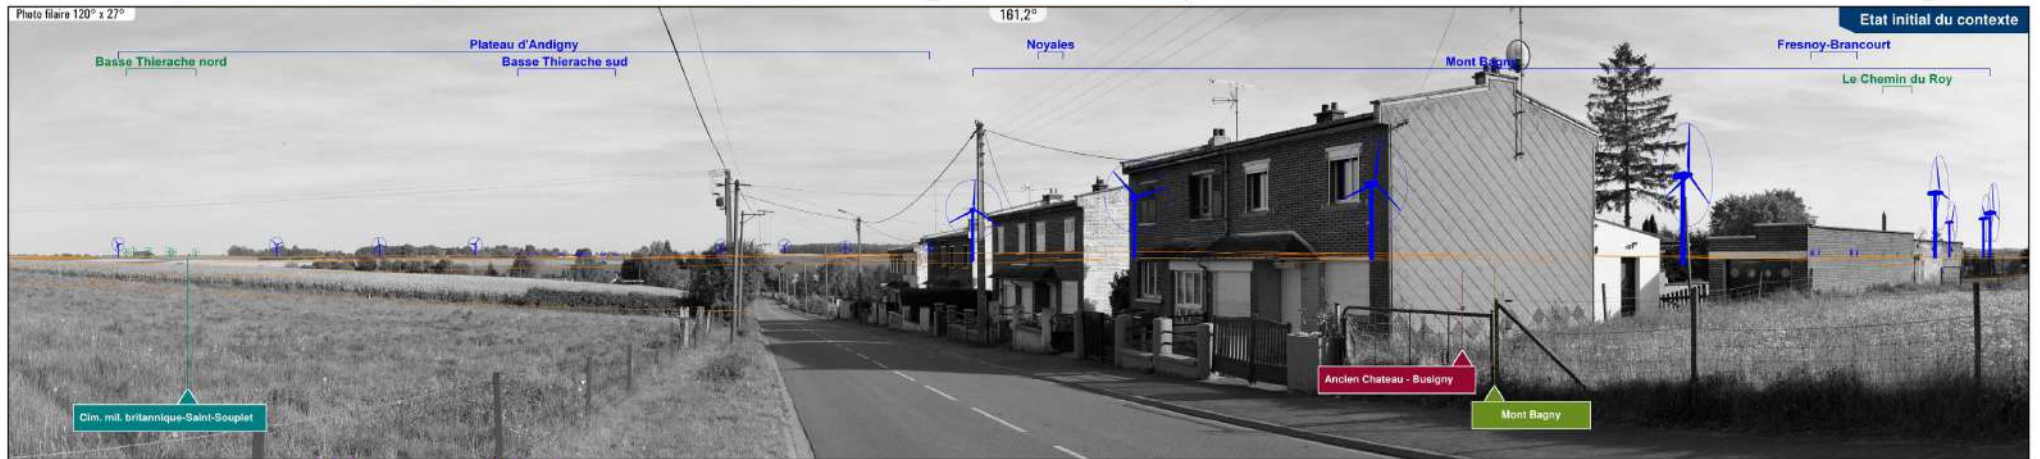 Photo filaire 120° x 27°
161,2°
Etat initial du contexte
Plateau d'Andigny
Noyales
Fresnoy-Brancourt
Basse Thierache nord
Basse Thierache sud
Mont Bagny
Le Chemin du Roy
Ancien Chateau - Busigny
Cim. mil. britannique-Saint-Souplet
Mont Bagny